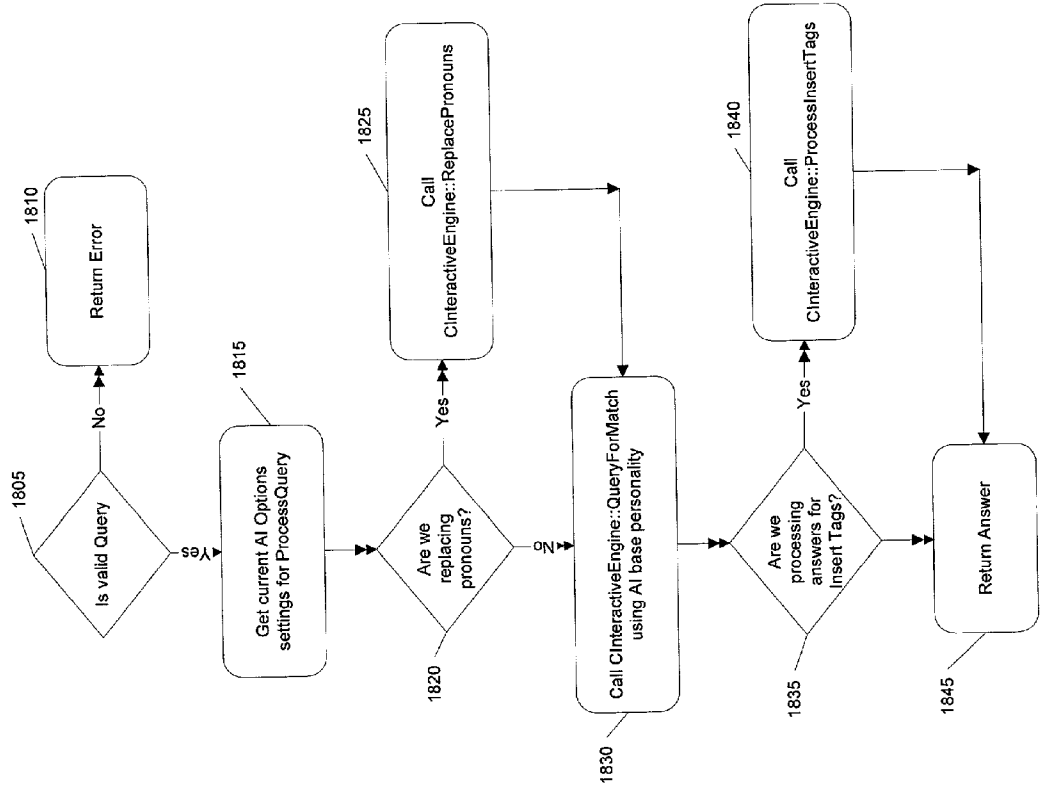 1805
Is valid Query
No
1810
Return Error
Yes
1815
Get current AI Options
settings for ProcessQuery
1820
Are we
replacing
pronouns?
Yes
1825
Call
CInteractiveEngine::ReplacePronouns
No
1830
Call CInteractiveEngine::QueryForMatch
using AI base personality
1835
Are we
processing
answers for
Insert Tags?
Yes
1840
Call
CInteractiveEngine::ProcessInsertTags
1845
Return Answer